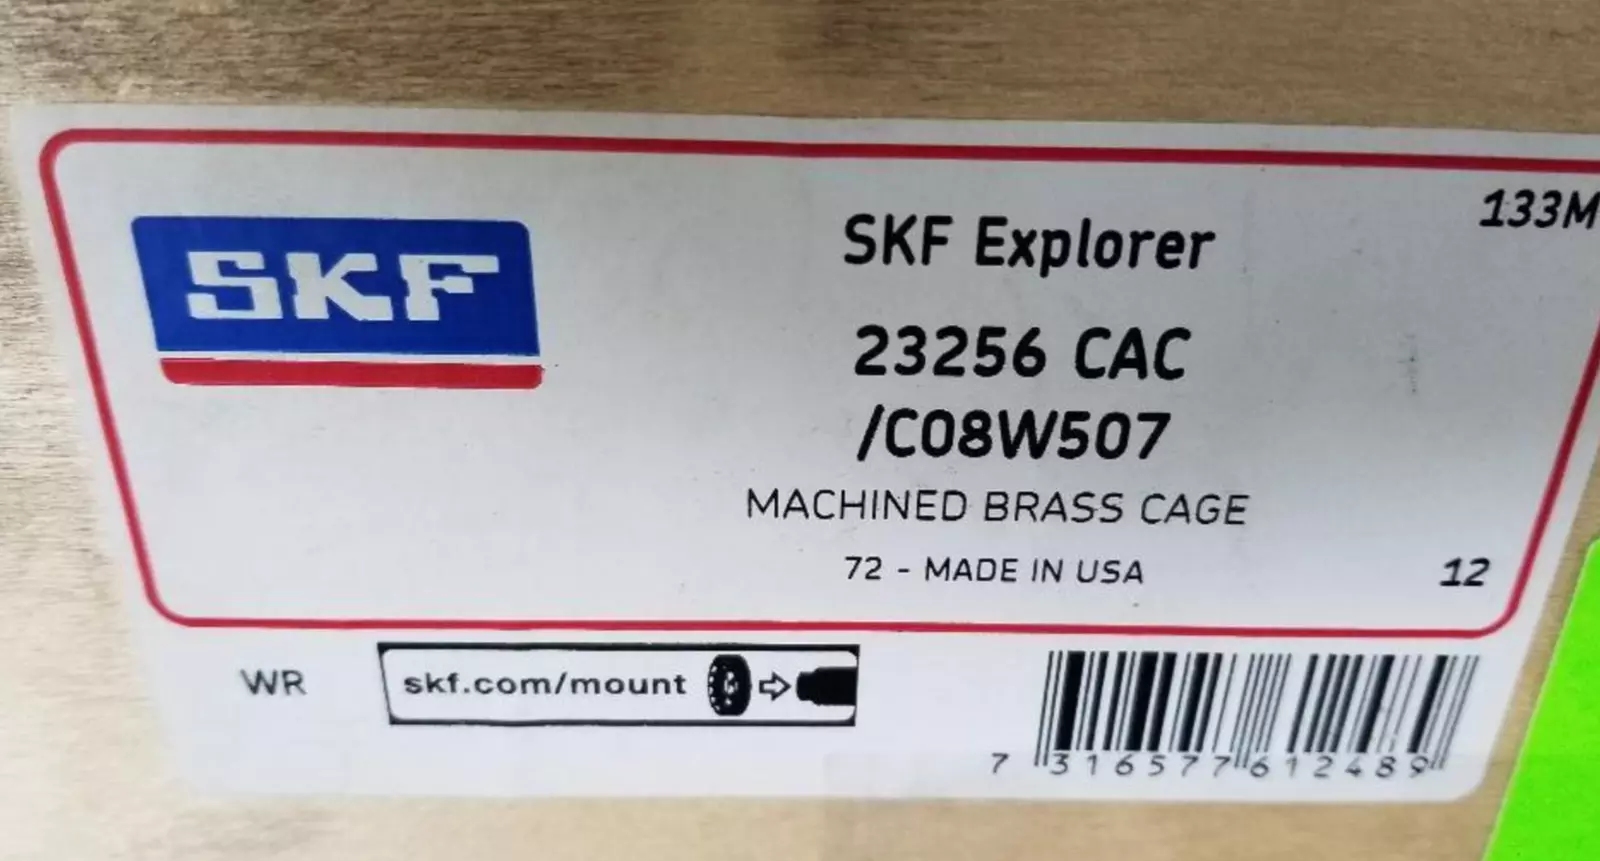 133M
SKF
SKF Explorer
23256 CAC
/C08W507
MACHINED BRASS CAGE
72 - MADE IN USA
12
WR
skf.com/mount
7 316577 612489